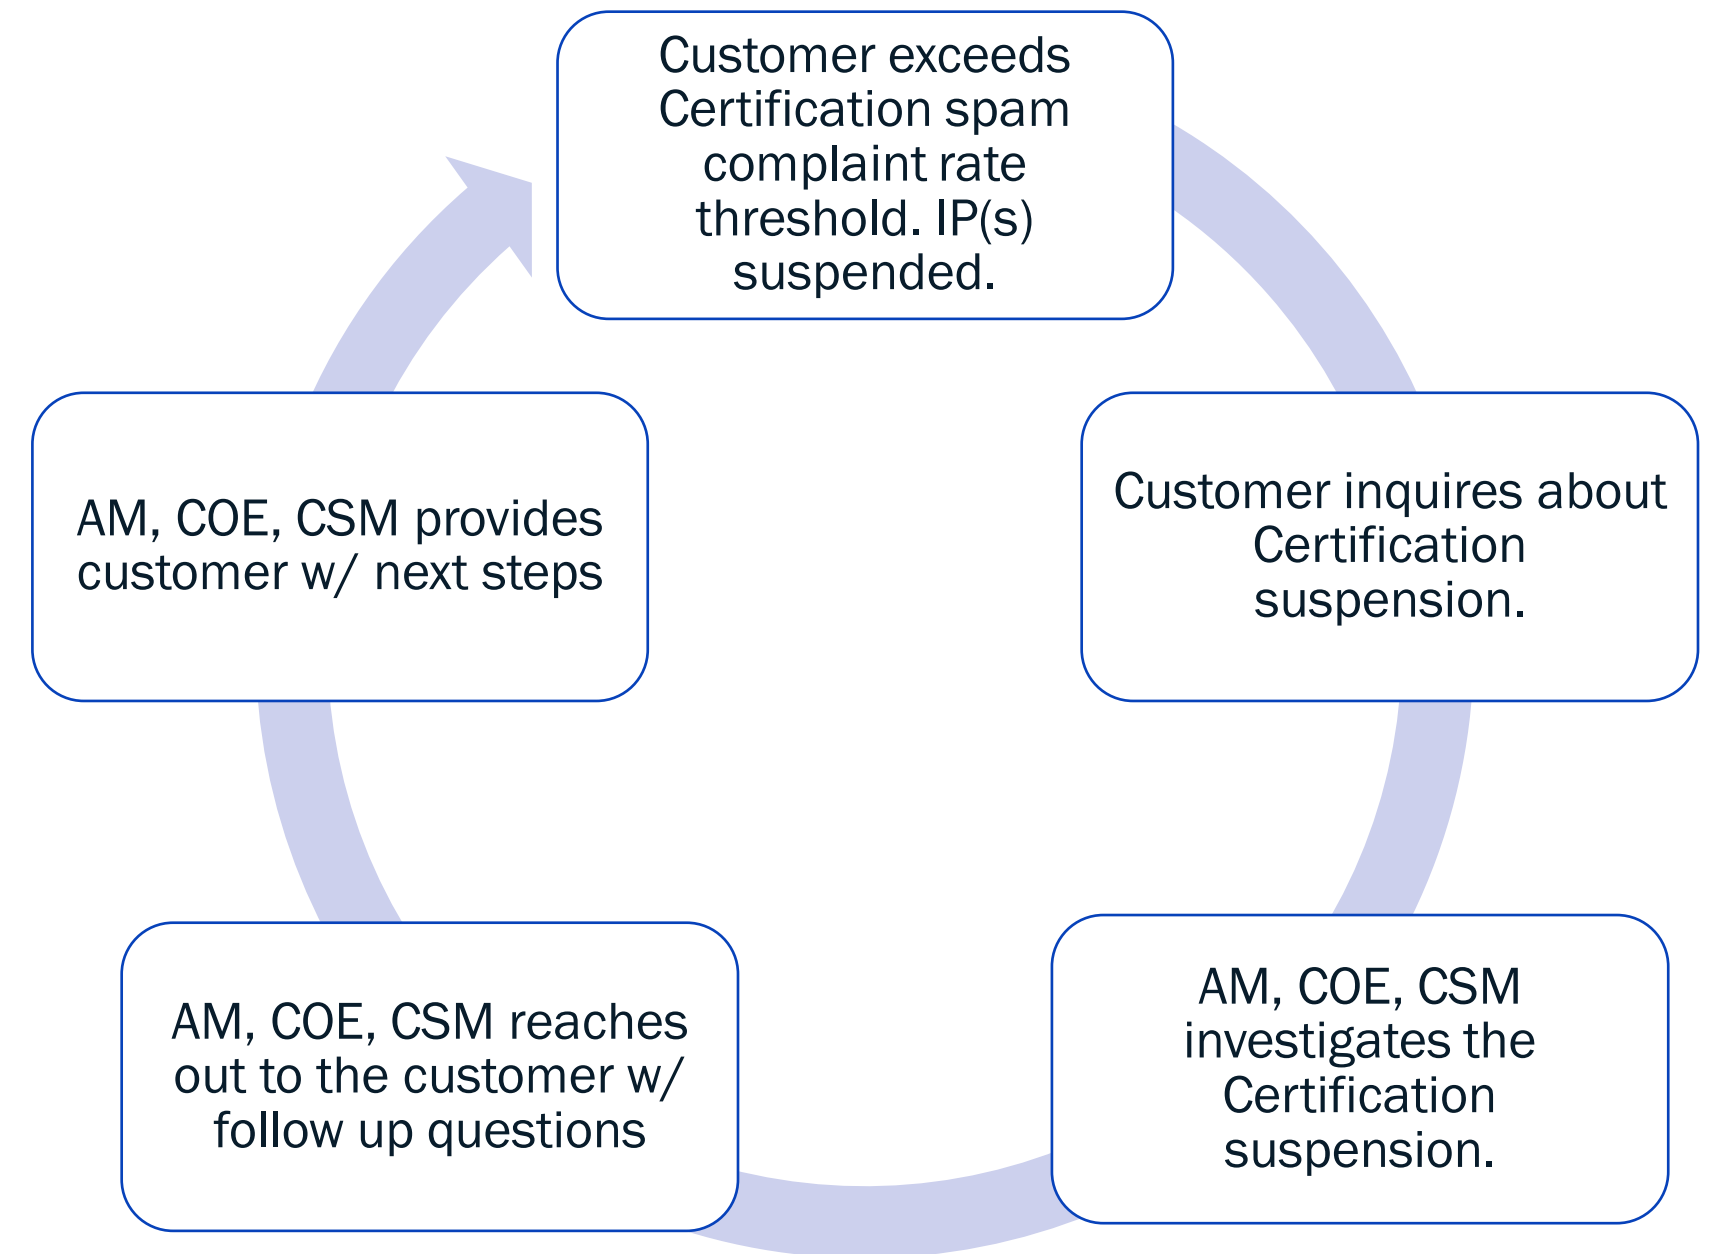 Customer exceeds
Certification spam
complaint rate
threshold. IP(s)
suspended.
Customer inquires about
Certification
suspension.
AM, COE, CSM
investigates the
Certification
suspension.
AM, COE, CSM reaches
out to the customer w/
follow up questions
AM, COE, CSM provides
customer w/ next steps